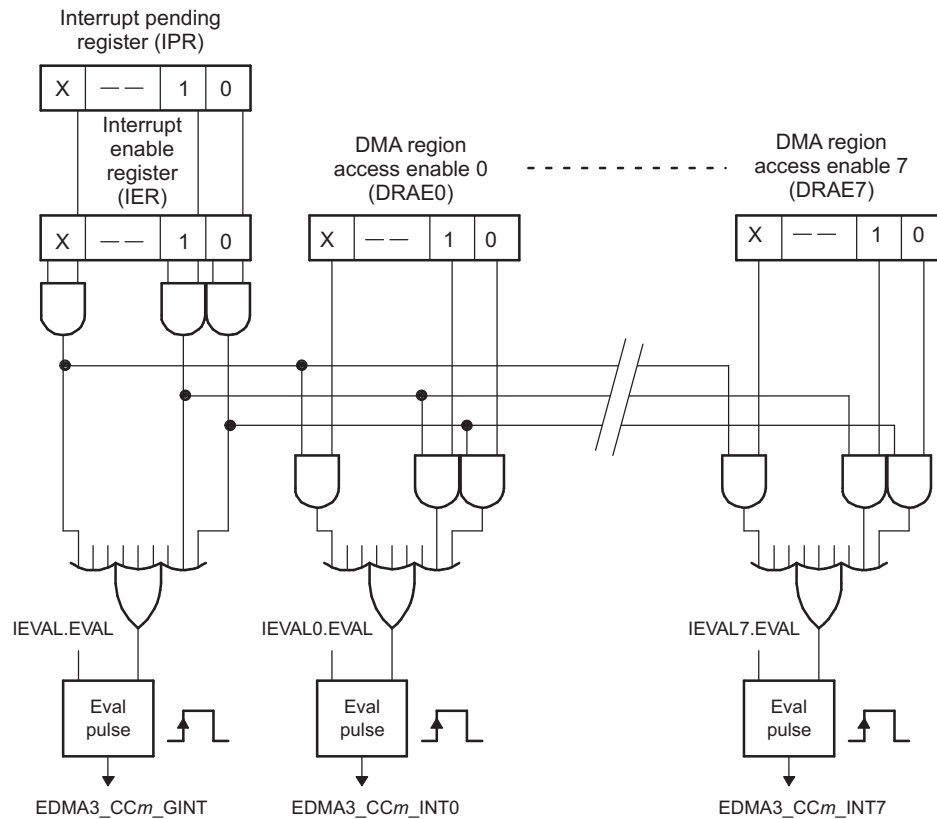 Interrupt pending
register (IPR)
X — — 1 0
Interrupt
enable
register
(IER)
X — — 1 0
DMA region
access enable 0
(DRAE0)
X — — 1 0
DMA region
access enable 7
(DRAE7)
X — — 1 0
IEVAL.EVAL
IEVAL0.EVAL
IEVAL7.EVAL
Eval
pulse
Eval
pulse
Eval
pulse
EDMA3_CCm_GINT
EDMA3_CCm_INT0
EDMA3_CCm_INT7